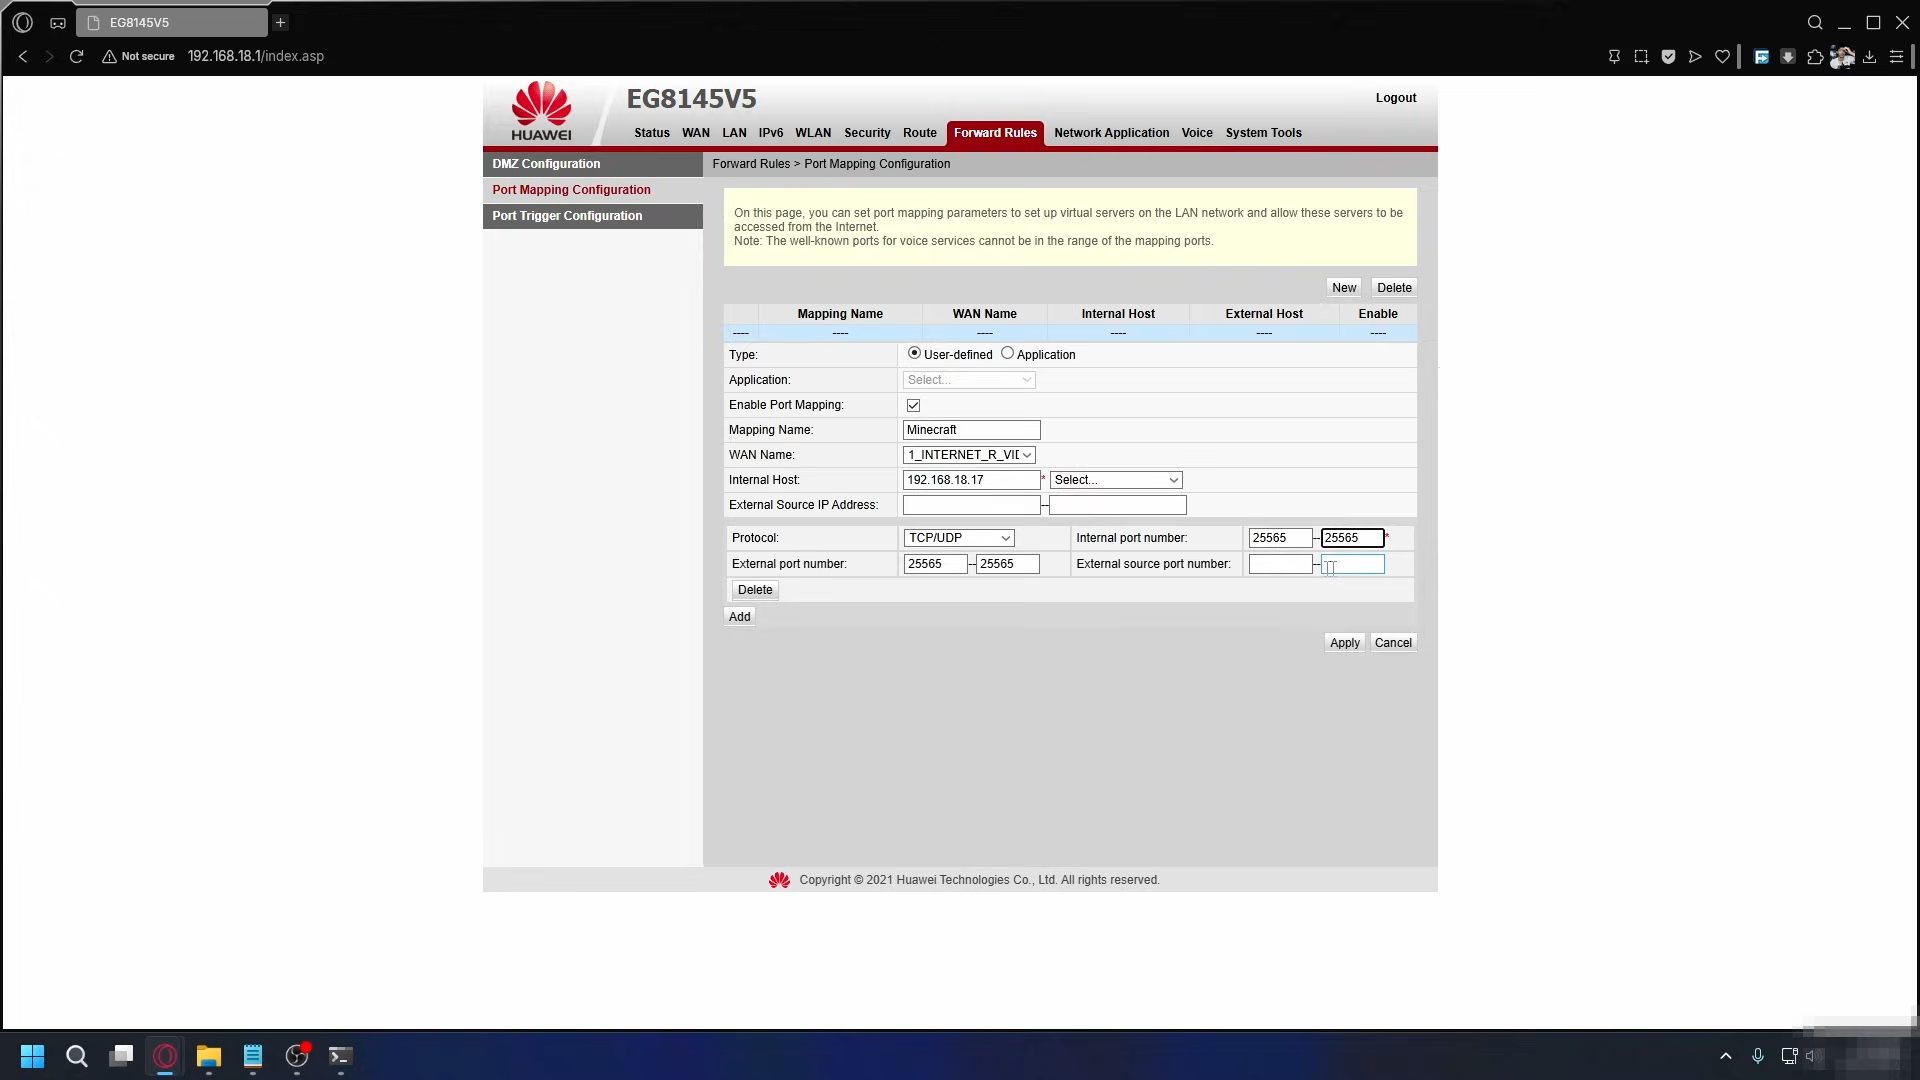 EG8145V5
Not secure
192.168.18.1/index.asp
HUAWEI
EG8145V5
Logout
Status WAN LAN IPv6 WLAN Security Route Forward Rules Network Application Voice System Tools
DMZ Configuration
Port Mapping Configuration
Port Trigger Configuration
Forward Rules > Port Mapping Configuration
On this page, you can set port mapping parameters to set up virtual servers on the LAN network and allow these servers to be
accessed from the Internet.
Note: The well-known ports for voice services cannot be in the range of the mapping ports.
New Delete
Mapping Name WAN Name Internal Host External Host Enable
---- ---- ---- ---- ---- ----
Type: User-defined Application
Application: Select...
Enable Port Mapping:
Mapping Name: Minecraft
WAN Name: 1_INTERNET_R_VID
Internal Host: 192.168.18.17 * Select...
External Source IP Address: --
Protocol: TCP/UDP Internal port number: 25565 -- 25565 *
External port number: 25565 -- 25565 External source port number: --
Delete
Add
Apply Cancel
Copyright © 2021 Huawei Technologies Co., Ltd. All rights reserved.